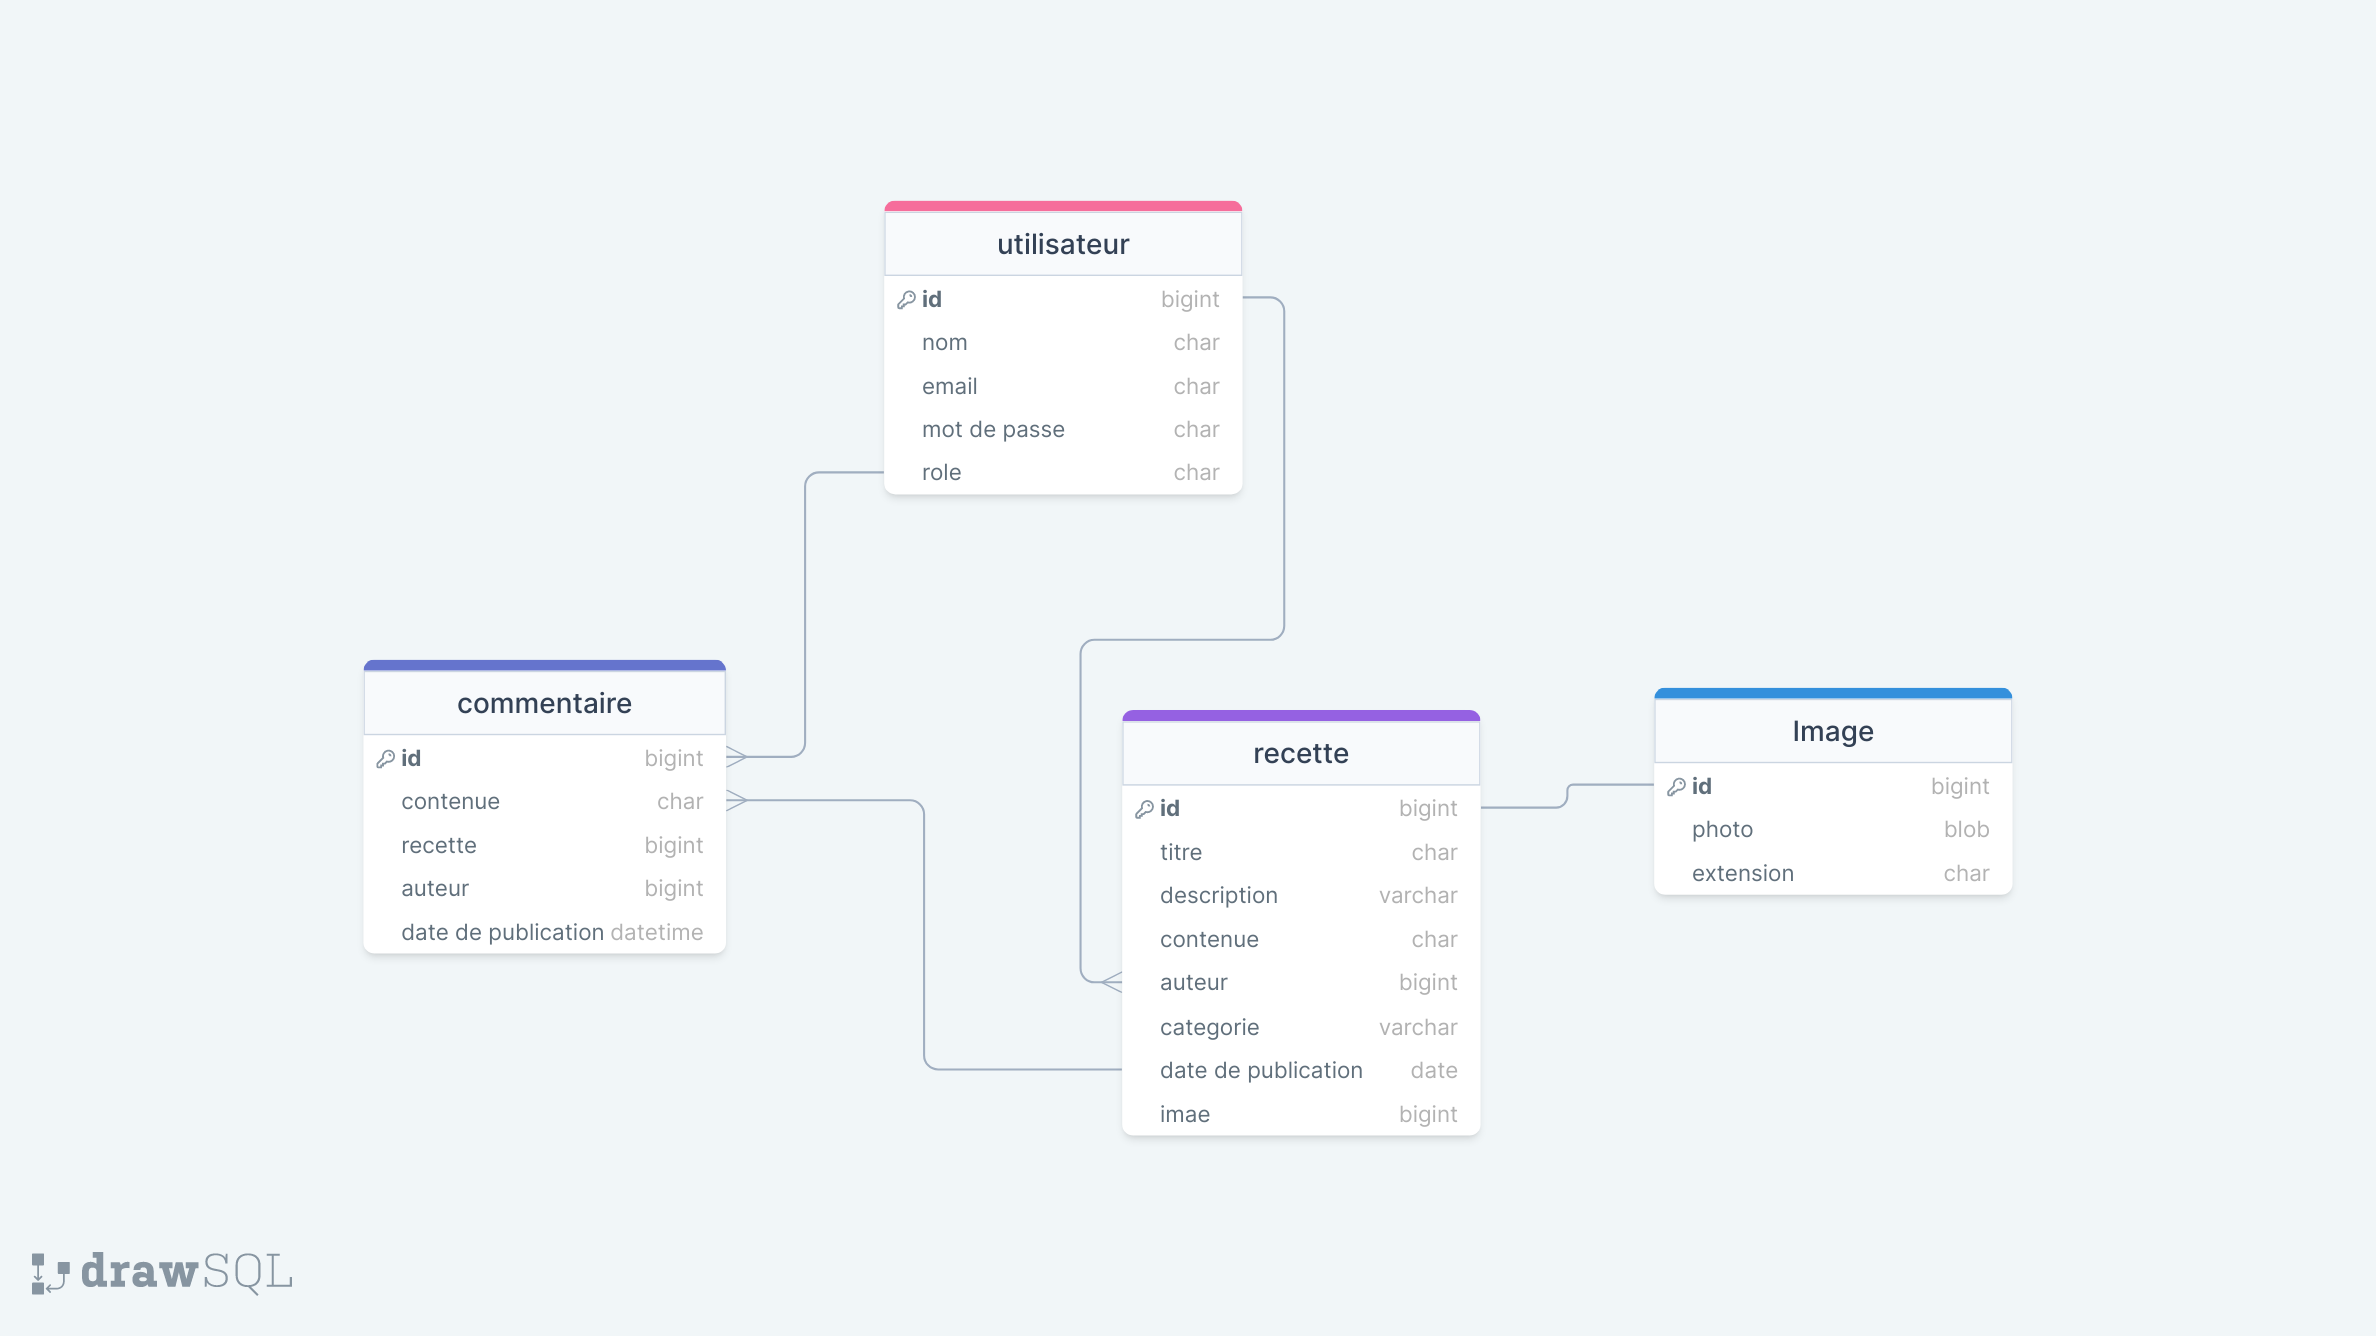 utilisateur
id bigint
nom char
email char
mot de passe char
role char
commentaire
id bigint
contenue char
recette bigint
auteur bigint
date de publication datetime
recette
id bigint
titre char
description varchar
contenue char
auteur bigint
categorie varchar
date de publication date
imae bigint
Image
id bigint
photo blob
extension char
drawSQL